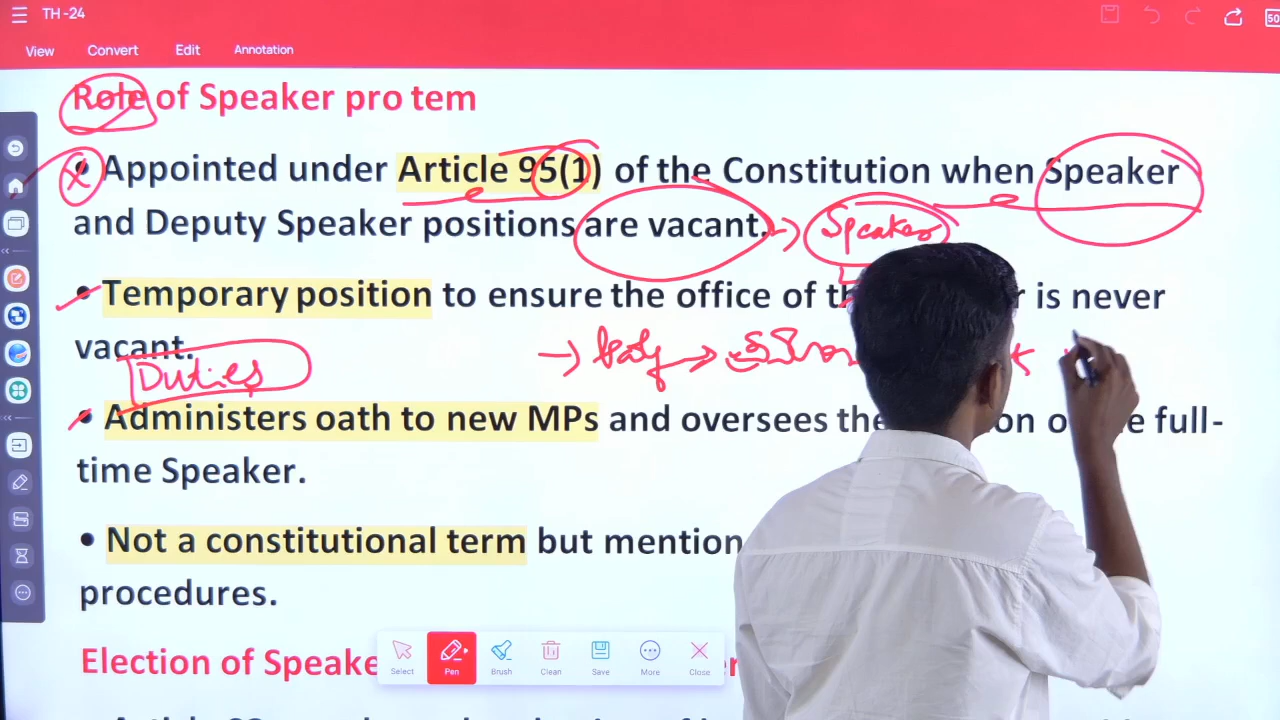 TH -24
50
View Convert Edit Annotation
Role of Speaker pro tem
• Appointed under Article 95(1) of the Constitution when Speaker
and Deputy Speaker positions are vacant. → Speaker
• Temporary position to ensure the office of is never
vacant.
Duties
• Administers oath to new MPs and oversees the full-
time Speaker.
• Not a constitutional term but mention
procedures.
Select Pen Brush Clean Save More Close
Election of Speake